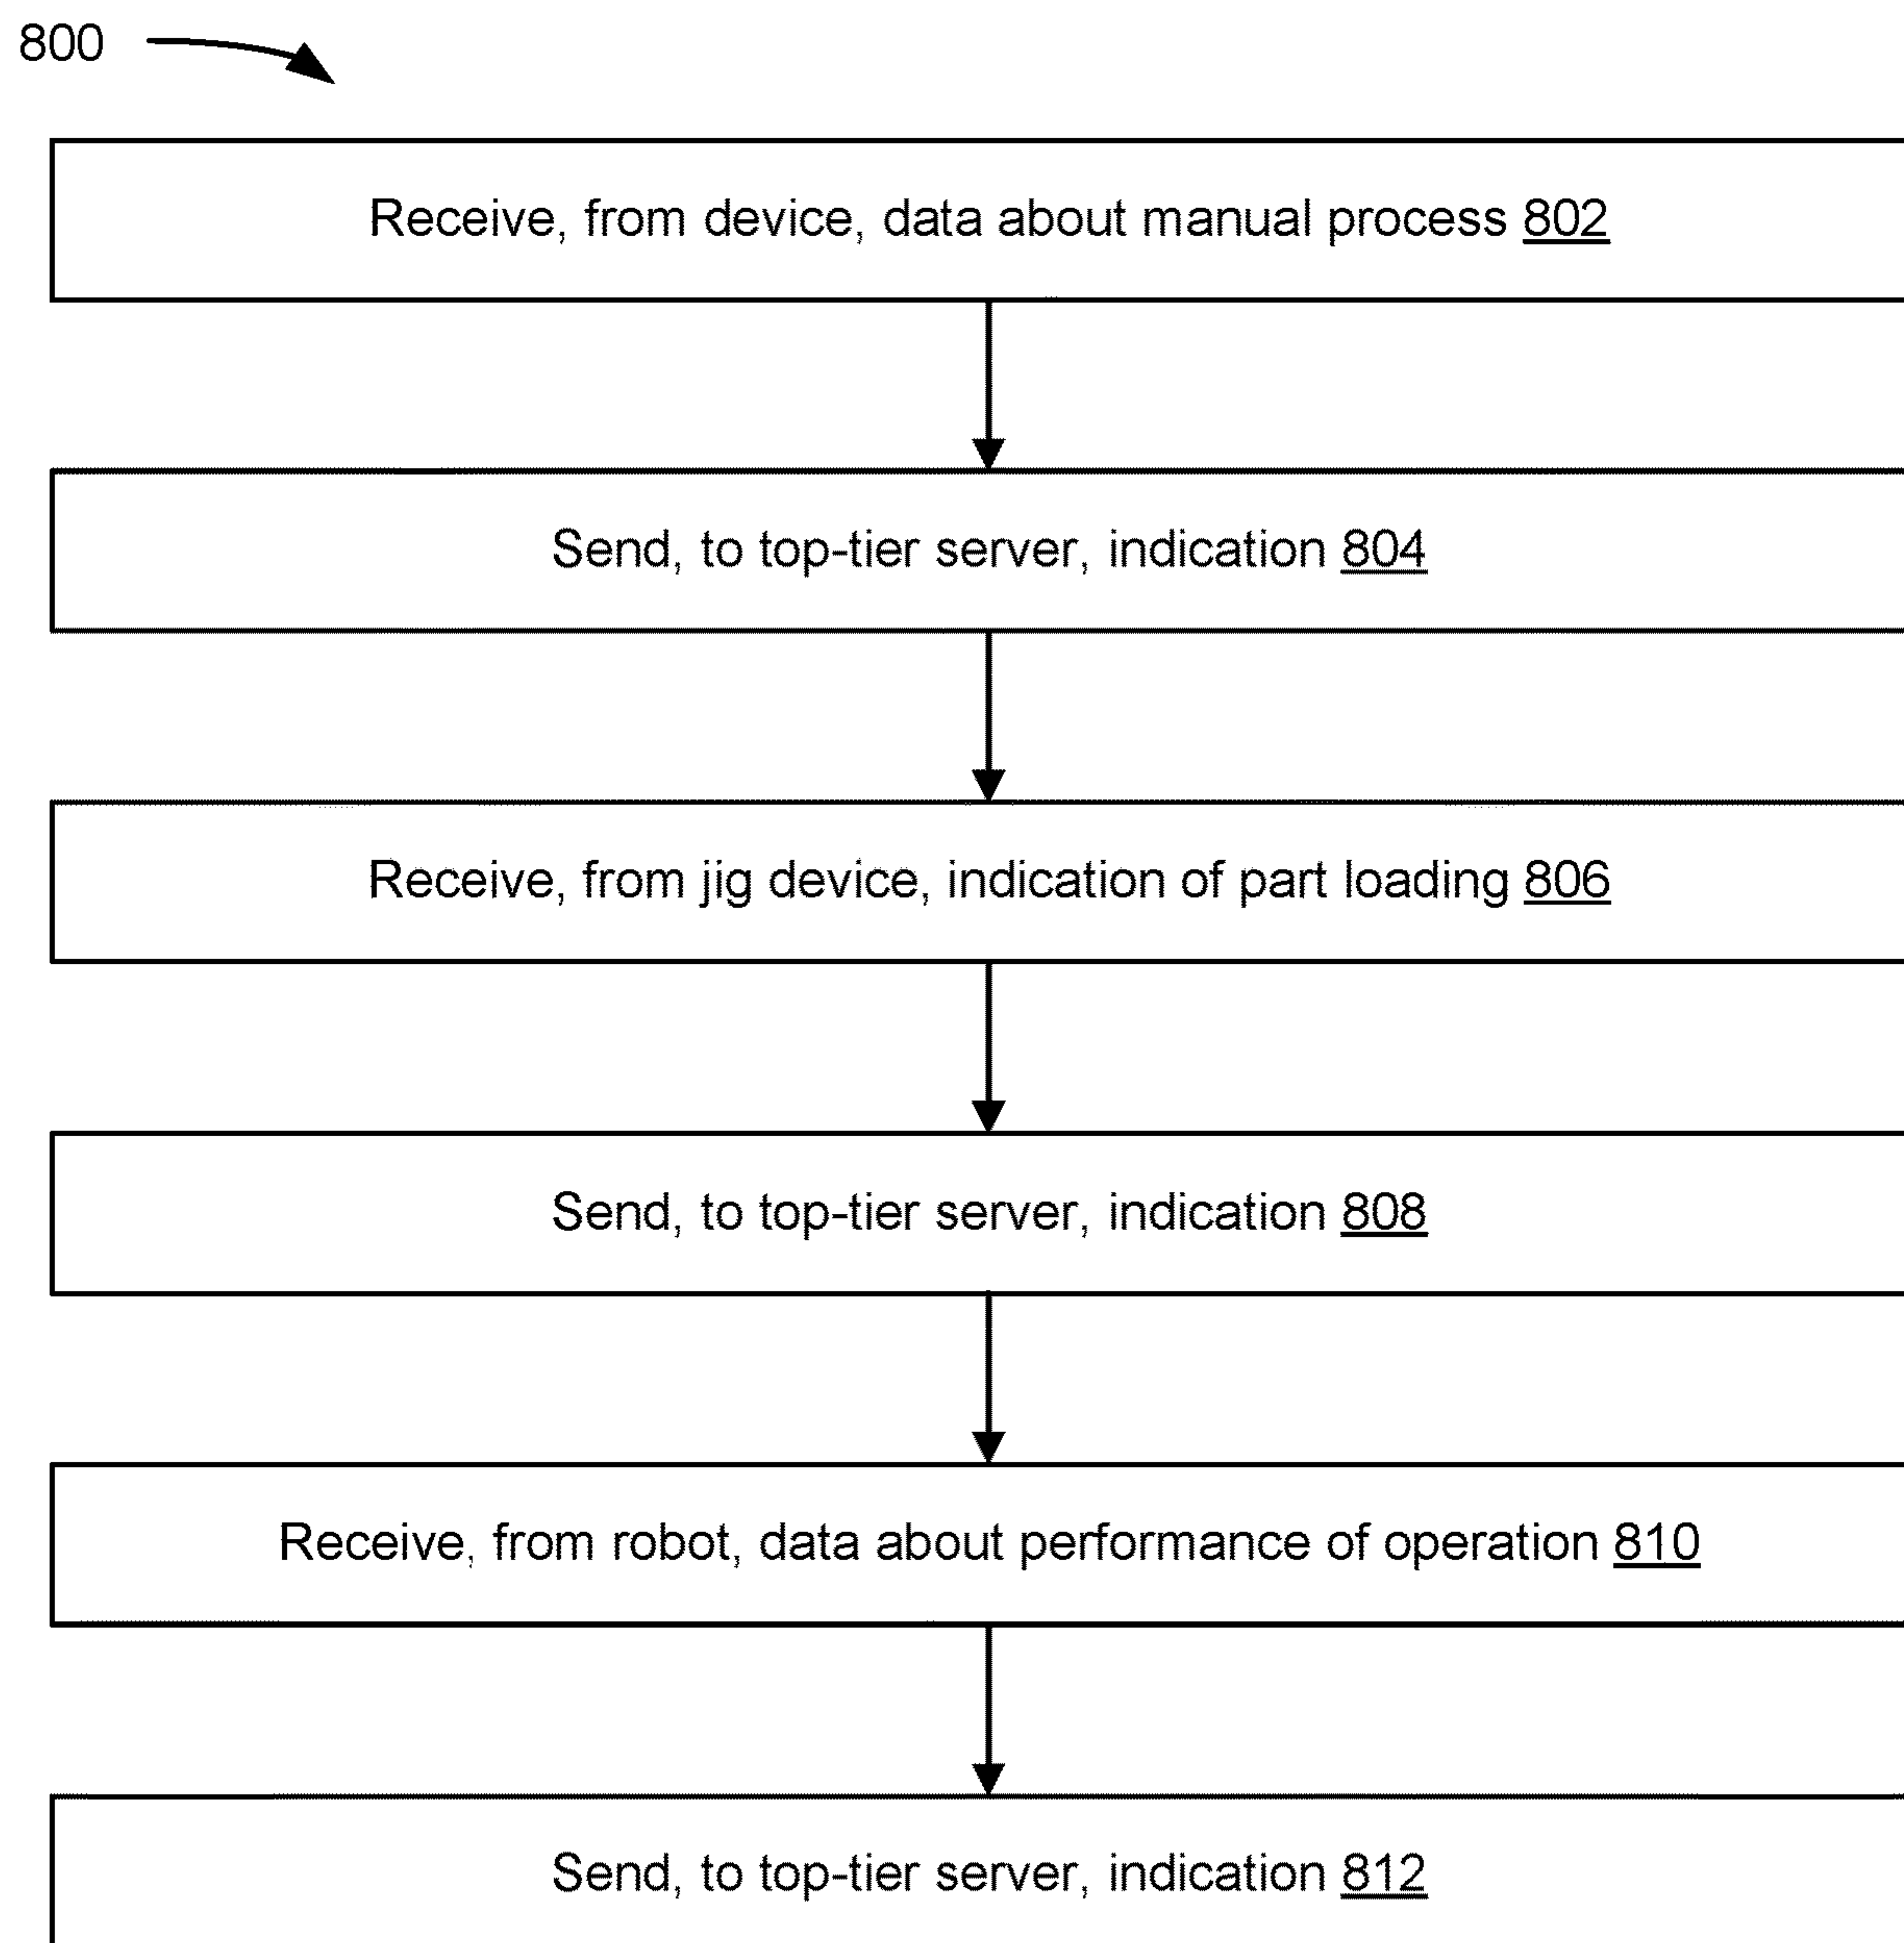 800
Receive, from device, data about manual process 802
Send, to top-tier server, indication 804
Receive, from jig device, indication of part loading 806
Send, to top-tier server, indication 808
Receive, from robot, data about performance of operation 810
Send, to top-tier server, indication 812